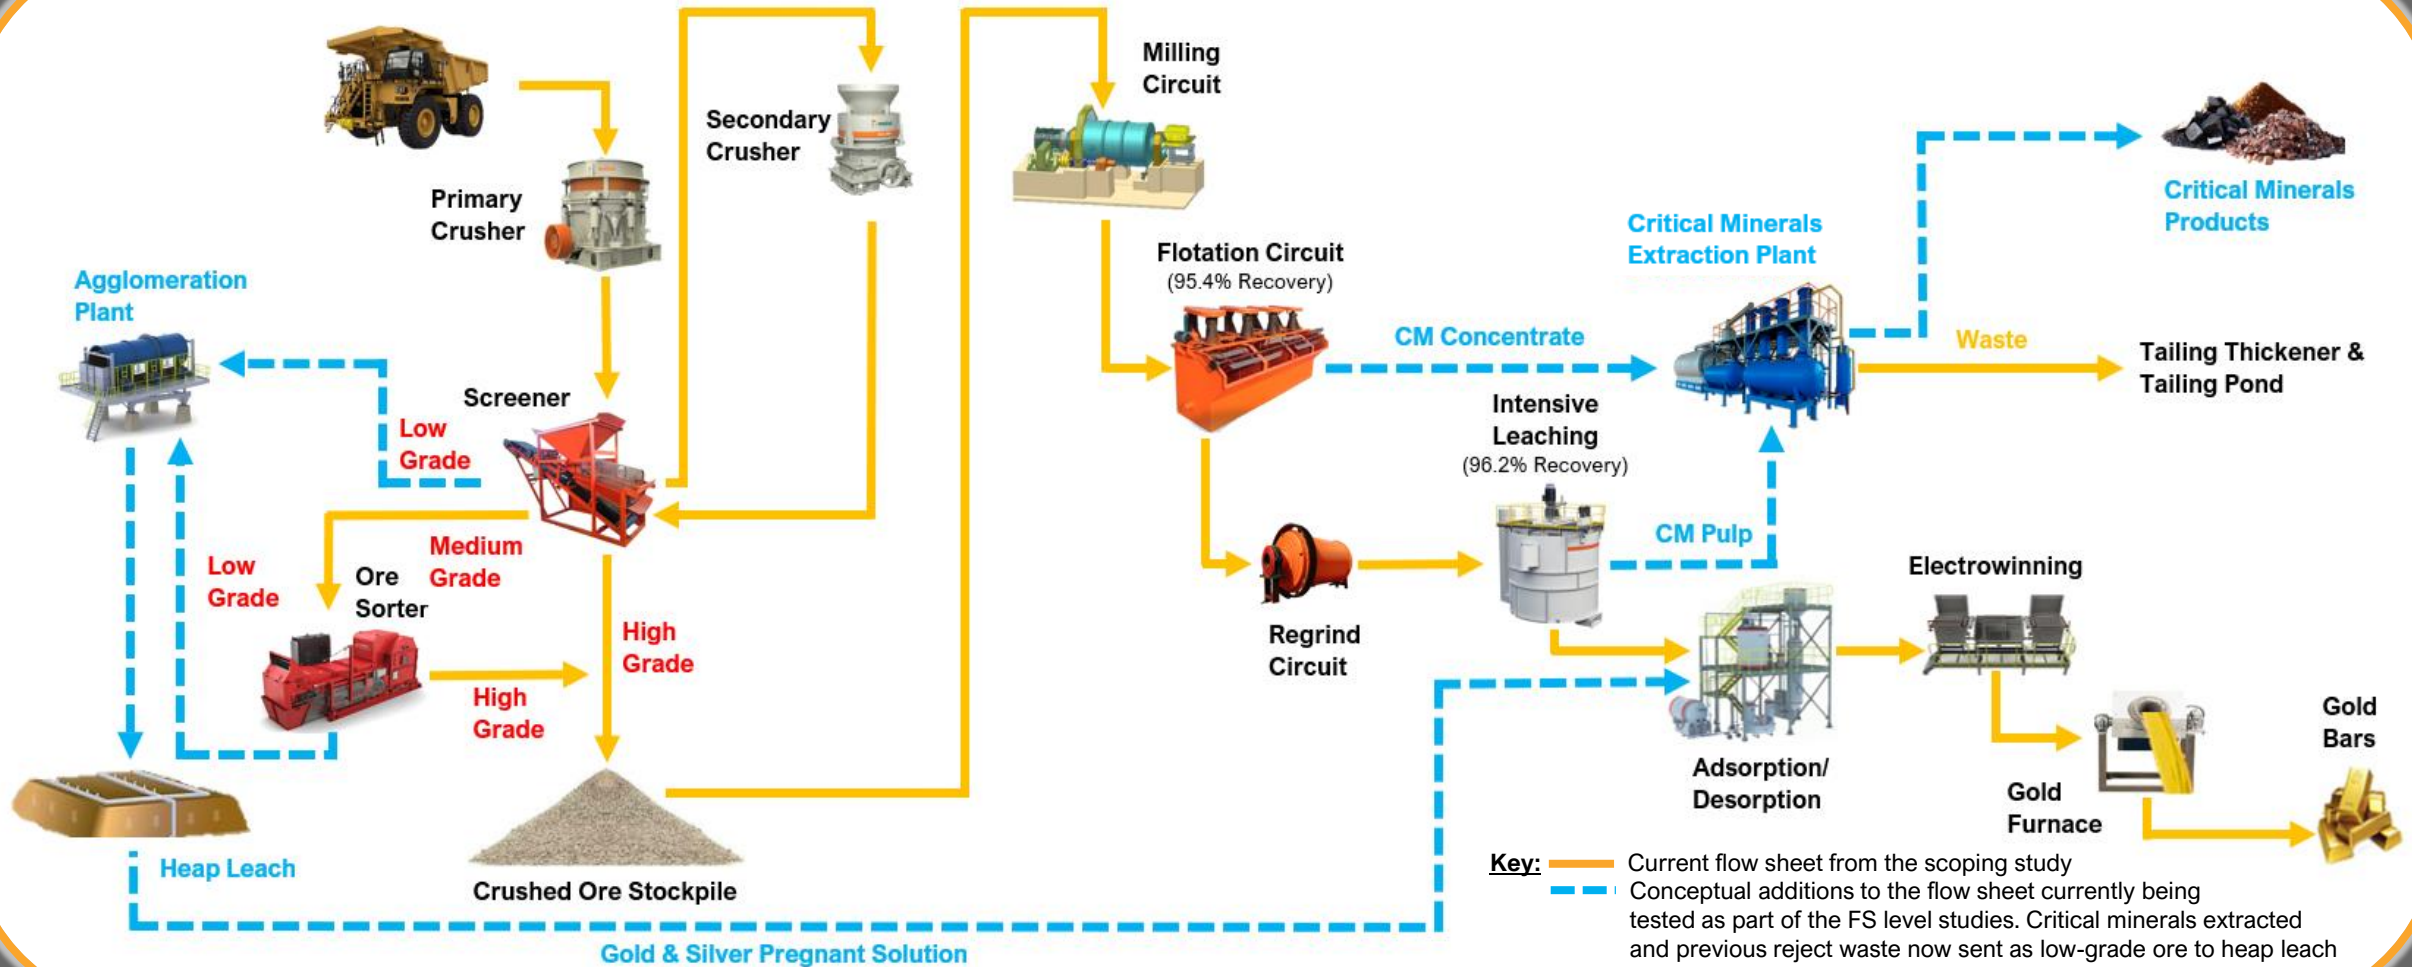 Milling
Circuit
Secondary
Crusher
Primary
Crusher
Critical Minerals
Products
Critical Minerals
Extraction Plant
Flotation Circuit
(95.4% Recovery)
Agglomeration
Plant
CM Concentrate
Waste
Tailing Thickener &
Tailing Pond
Screener
Low
Grade
Intensive
Leaching
(96.2% Recovery)
CM Pulp
Medium
Grade
Low
Grade
Ore
Sorter
Electrowinning
High
Grade
Regrind
Circuit
High
Grade
Gold
Bars
Adsorption/
Desorption
Gold
Furnace
Heap Leach
Crushed Ore Stockpile
Key:
Current flow sheet from the scoping study
Conceptual additions to the flow sheet currently being
tested as part of the FS level studies. Critical minerals extracted
and previous reject waste now sent as low-grade ore to heap leach
Gold & Silver Pregnant Solution